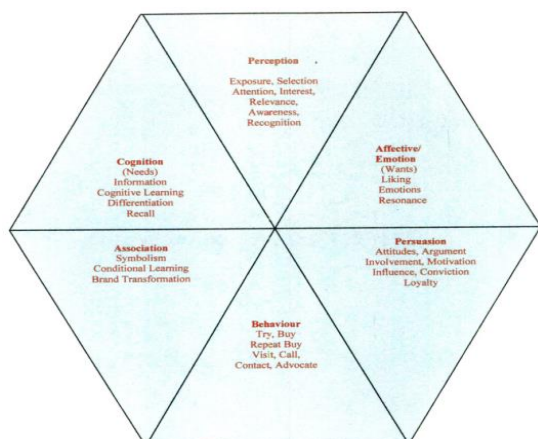 Perception
Exposure, Selection
Attention, Interest,
Relevance,
Awareness,
Recognition
Cognition
(Needs)
Information
Cognitive Learning
Differentiation
Recall
Affective/
Emotion
(Wants)
Liking
Emotions
Resonance
Association
Symbolism
Conditional Learning
Brand Transformation
Persuasion
Attitudes, Argument
Involvement, Motivation
Influence, Conviction
Loyalty
Behaviour
Try, Buy
Repeat Buy
Visit, Call,
Contact, Advocate